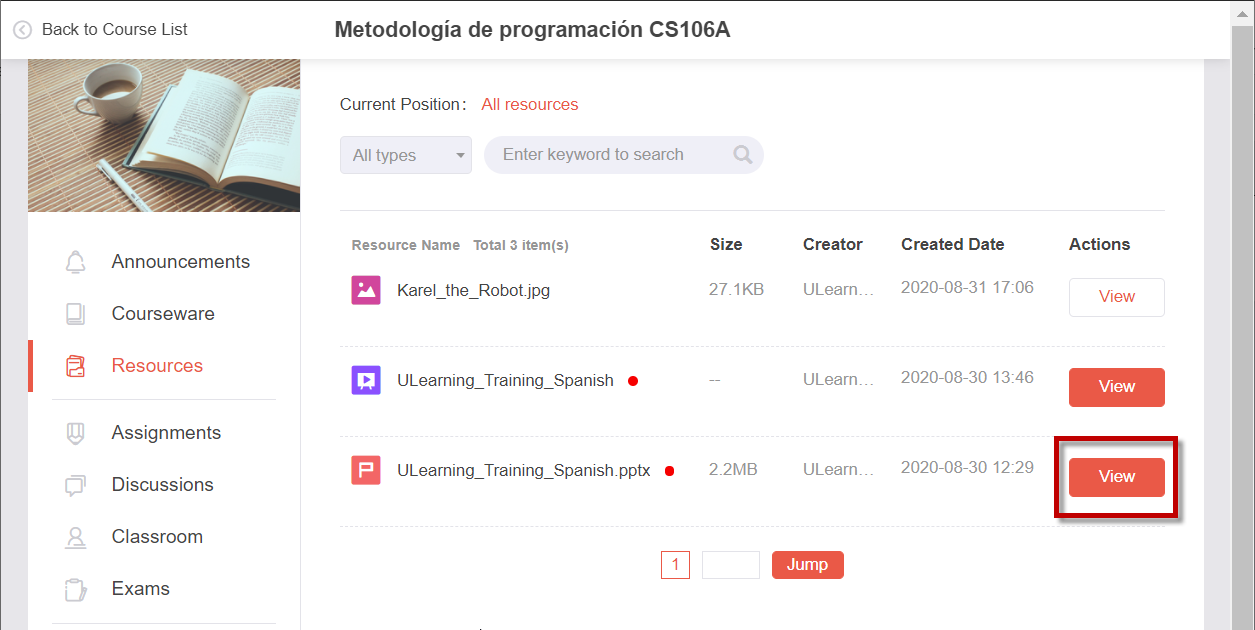 Back to Course List
Metodología de programación CS106A
Current Position: All resources
All types
Enter keyword to search
Resource Name Total 3 item(s) Size Creator Created Date Actions
Karel_the_Robot.jpg 27.1KB ULearn... 2020-08-31 17:06 View
ULearning_Training_Spanish -- ULearn... 2020-08-30 13:46 View
ULearning_Training_Spanish.pptx 2.2MB ULearn... 2020-08-30 12:29 View
1 Jump
Announcements
Courseware
Resources
Assignments
Discussions
Classroom
Exams